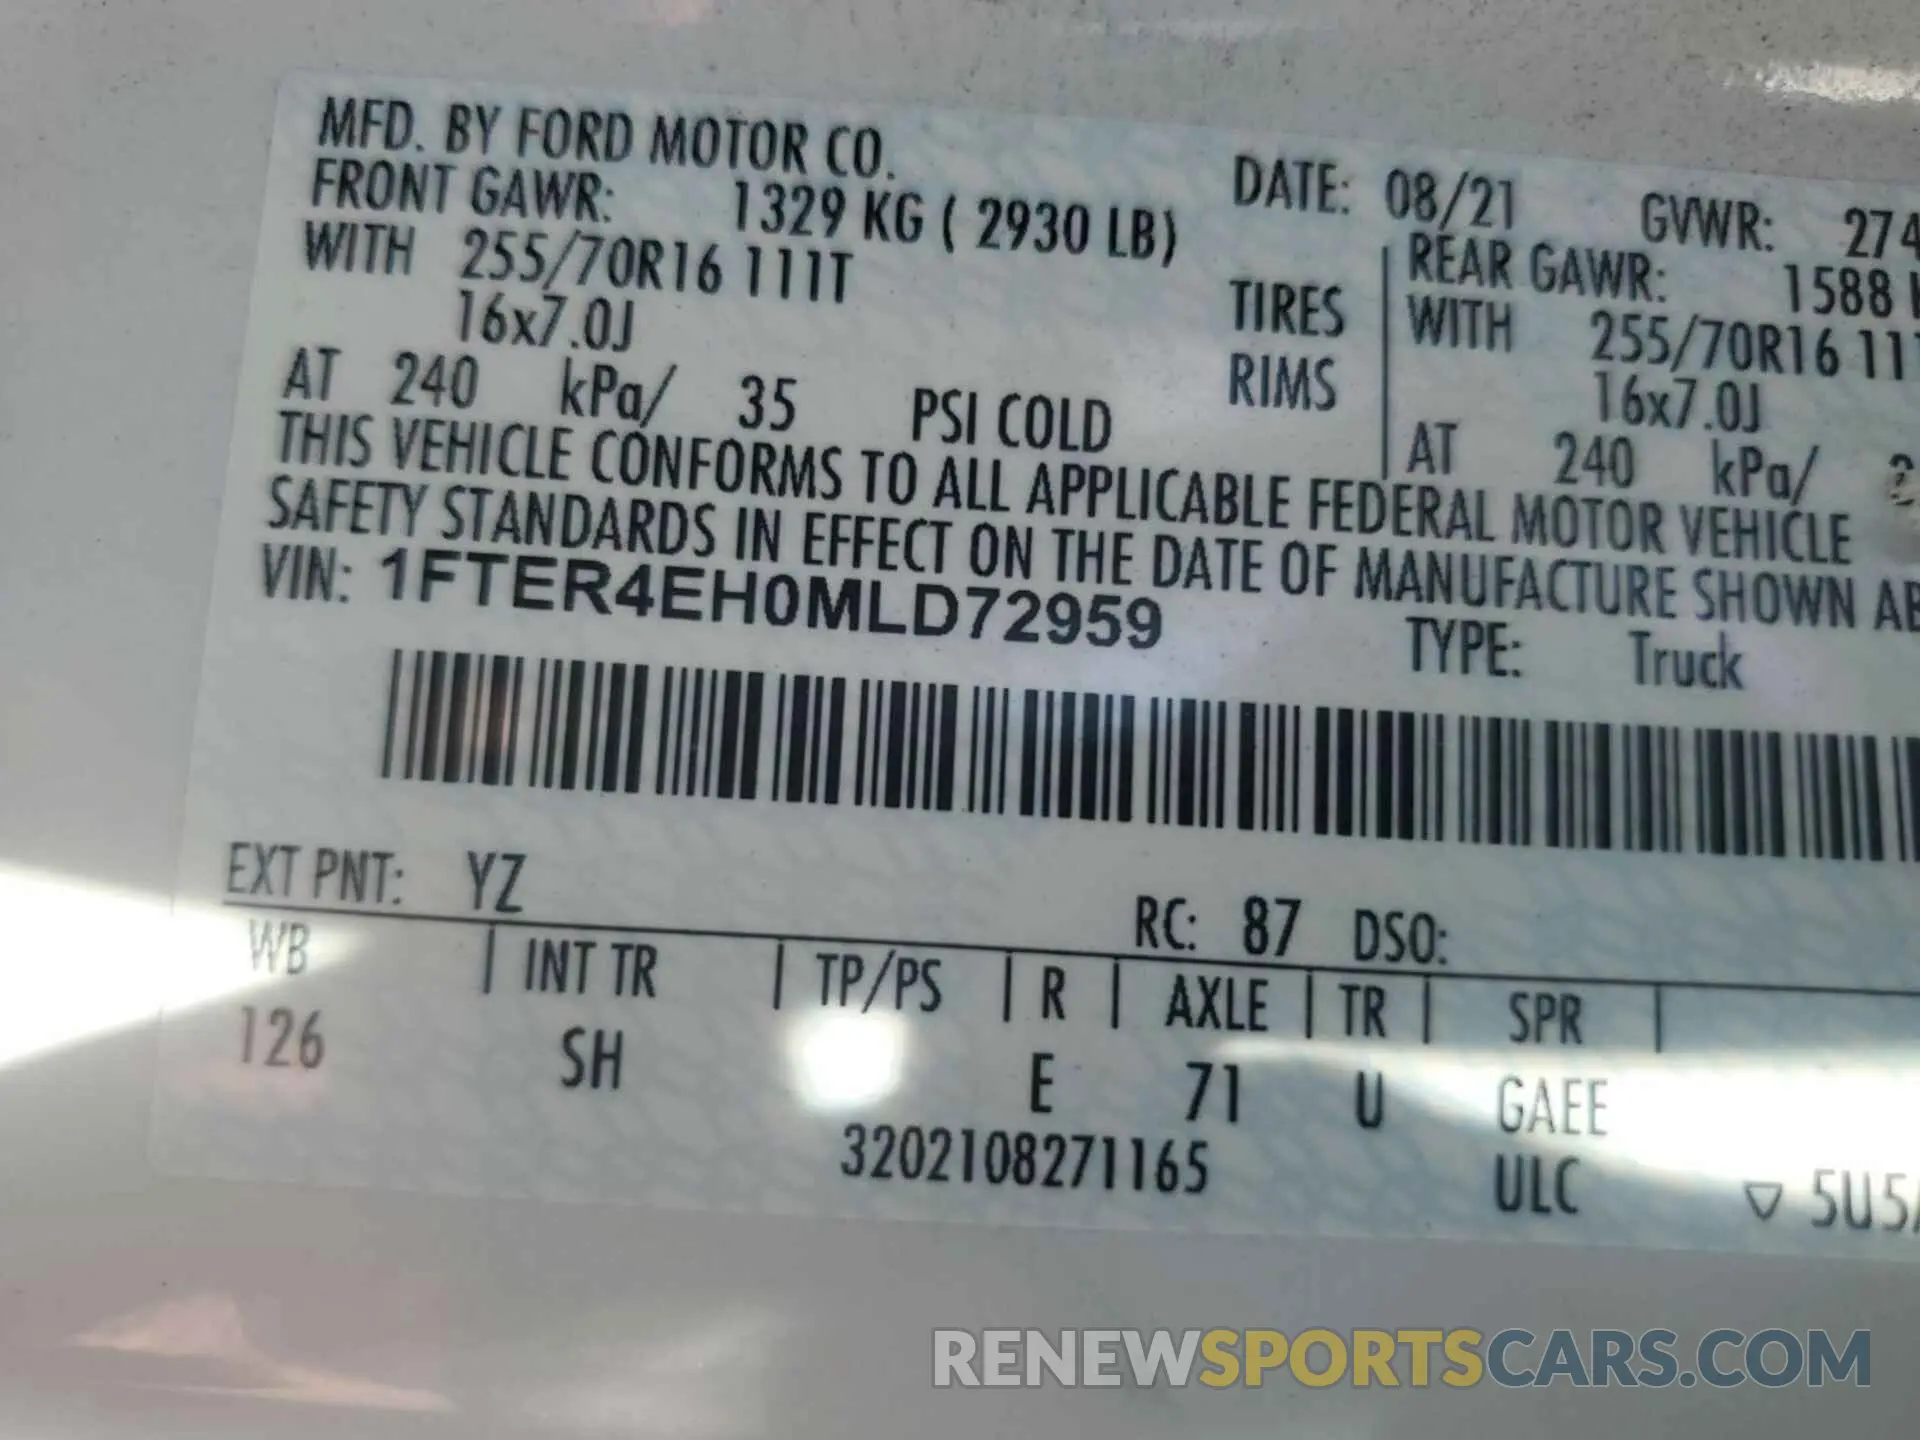 MFD. BY FORD MOTOR CO.
DATE: 08/21 GVWR: 274
FRONT GAWR: 1329 KG ( 2930 LB)
REAR GAWR: 1588
WITH 255/70R16 111T TIRES
WITH 255/70R16
16x7.0J RIMS
16x7.0J
AT 240 kPa/ 35 PSI COLD
AT 240 kPa/
THIS VEHICLE CONFORMS TO ALL APPLICABLE FEDERAL MOTOR VEHICLE
SAFETY STANDARDS IN EFFECT ON THE DATE OF MANUFACTURE SHOWN AB
VIN: 1FTER4EH0MLD72959
TYPE: Truck
EXT PNT: YZ RC: 87 DSO:
WB | INT TR | TP/PS | R | AXLE | TR | SPR |
126 SH E 71 U GAEE
3202108271165 ULC ▽ 5U5
RENEWSPORTSCARS.COM